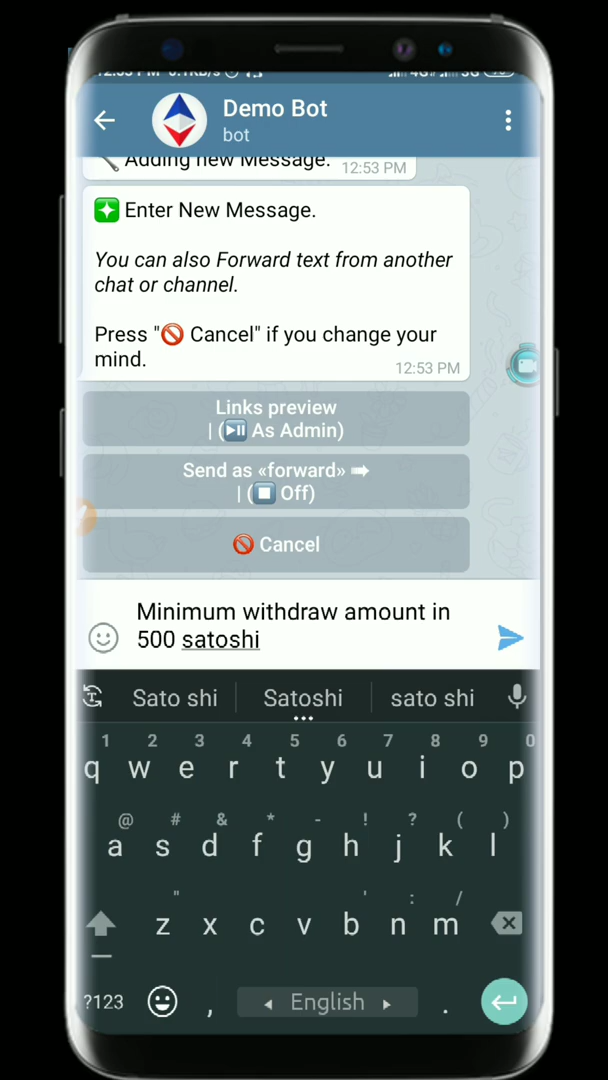 12:53 PM
Demo Bot
bot
Adding new Message.
12:53 PM
Enter New Message.
You can also Forward text from another
chat or channel.
Press "🚫 Cancel" if you change your
mind.
12:53 PM
Links preview
| (⏯ As Admin)
Send as «forward» ➡
| (⏹ Off)
🚫 Cancel
Minimum withdraw amount in
500 satoshi
Sato shi Satoshi sato shi
1 2 3 4 5 6 7 8 9 0
q w e r t y u i o p
@ # & * - ! ? ( )
a s d f g h j k l
" ' : /
z x c v b n m
?123 , English .